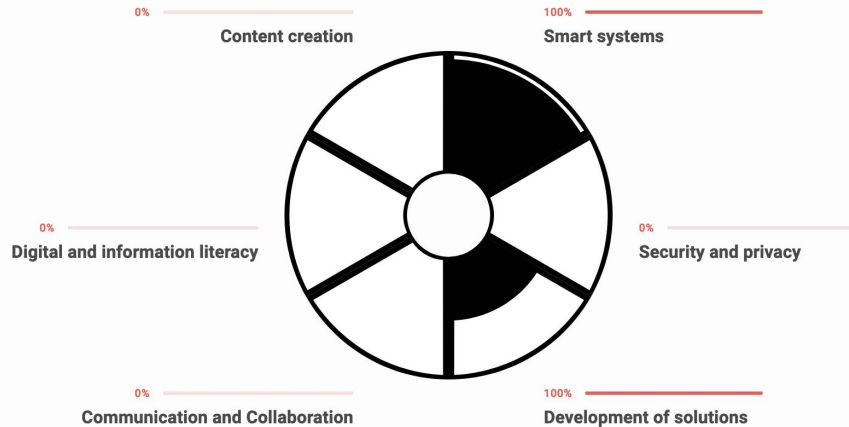 0%
Content creation
100%
Smart systems
0%
Digital and information literacy
0%
Security and privacy
0%
Communication and Collaboration
100%
Development of solutions